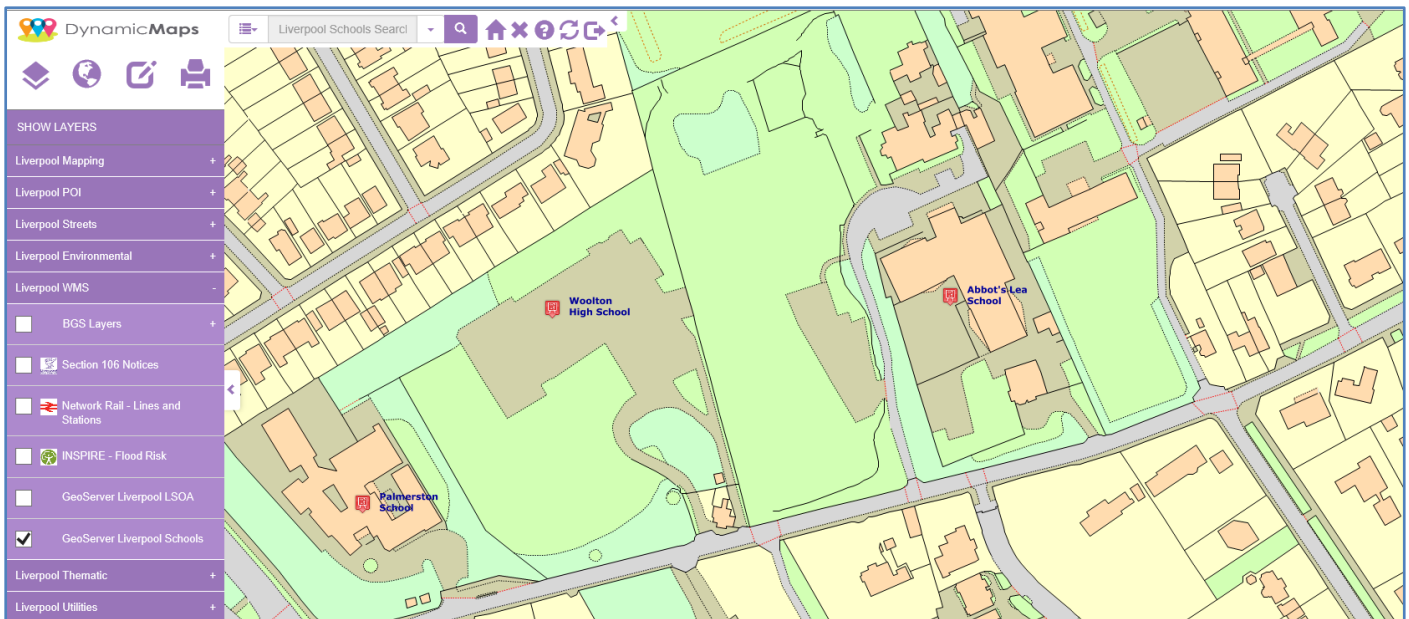 DynamicMaps
Liverpool Schools Searcl
SHOW LAYERS
Liverpool Mapping +
Liverpool POI +
Liverpool Streets +
Liverpool Environmental +
Liverpool WMS -
BGS Layers +
Section 106 Notices
Network Rail - Lines and
Stations
INSPIRE - Flood Risk
GeoServer Liverpool LSOA
GeoServer Liverpool Schools
Liverpool Thematic +
Liverpool Utilities +
Woolton
High School
Abbot's Lea
School
Palmerston
School